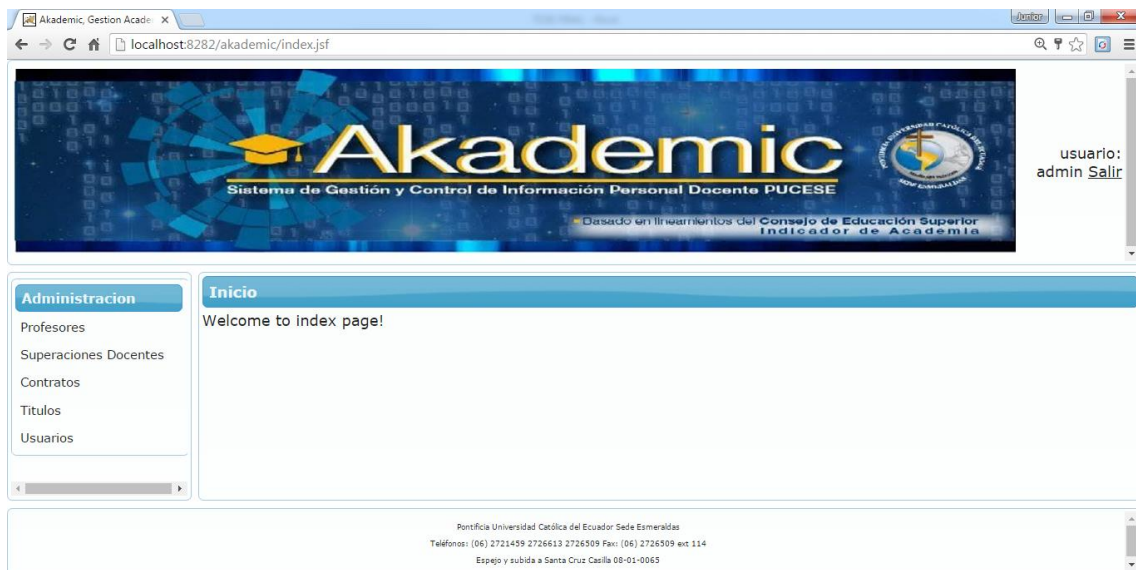 Akademic, Gestion Acade
Junior
localhost:8282/akademic/index.jsf
Akademic
Sistema de Gestión y Control de Información Personal Docente PUCESE
Basado en lineamientos del Consejo de Educación Superior
Indicador de Academia
usuario:
admin Salir
Administracion
Profesores
Superaciones Docentes
Contratos
Titulos
Usuarios
Inicio
Welcome to index page!
Pontificia Universidad Católica del Ecuador Sede Esmeraldas
Teléfonos: (06) 2721459 2726613 2726509 Fax: (06) 2726509 ext 114
Espejo y subida a Santa Cruz Casilla 08-01-0065